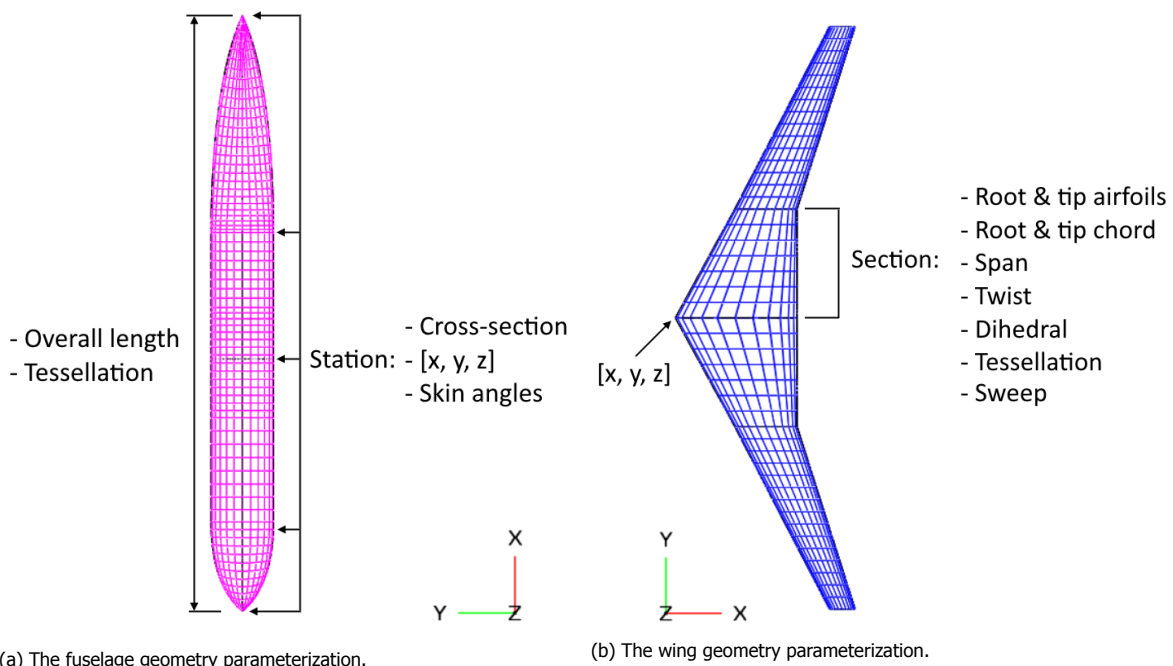 - Overall length
- Tessellation
Station:
- Cross-section
- [x, y, z]
- Skin angles
X
Y
Z
(a) The fuselage geometry parameterization.
[x, y, z]
Section:
- Root & tip airfoils
- Root & tip chord
- Span
- Twist
- Dihedral
- Tessellation
- Sweep
Y
Z
X
(b) The wing geometry parameterization.